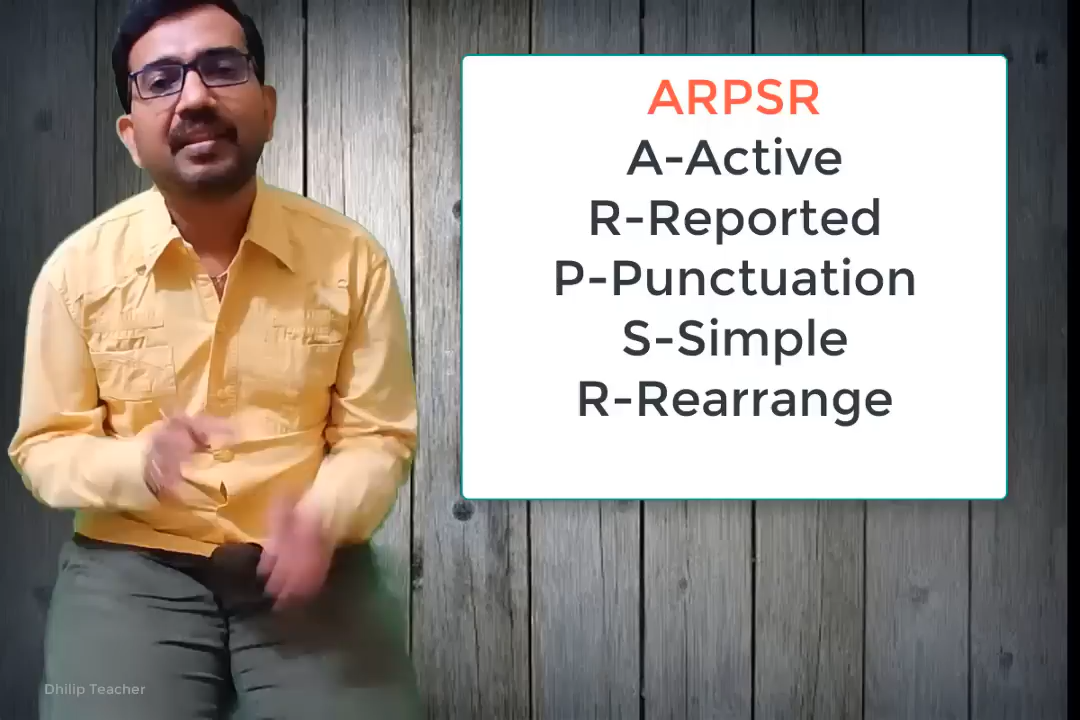 ARPSR
A-Active
R-Reported
P-Punctuation
S-Simple
R-Rearrange
Dhilip Teacher